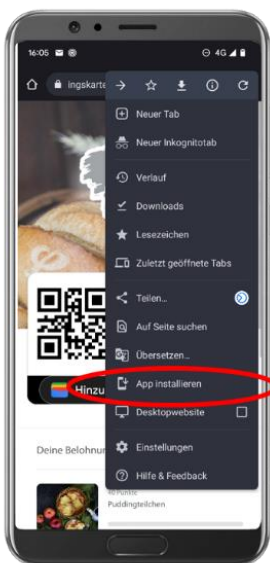 16:05 4G
ingskarte
Neuer Tab
Neuer Inkognitotab
Verlauf
Downloads
Lesezeichen
Zuletzt geöffnete Tabs
Teilen...
Auf Seite suchen
Übersetzen...
Hinzu
App installieren
Desktopwebsite
Deine Belohnun
Einstellungen
Hilfe & Feedback
40 Punkte
Puddingteilchen